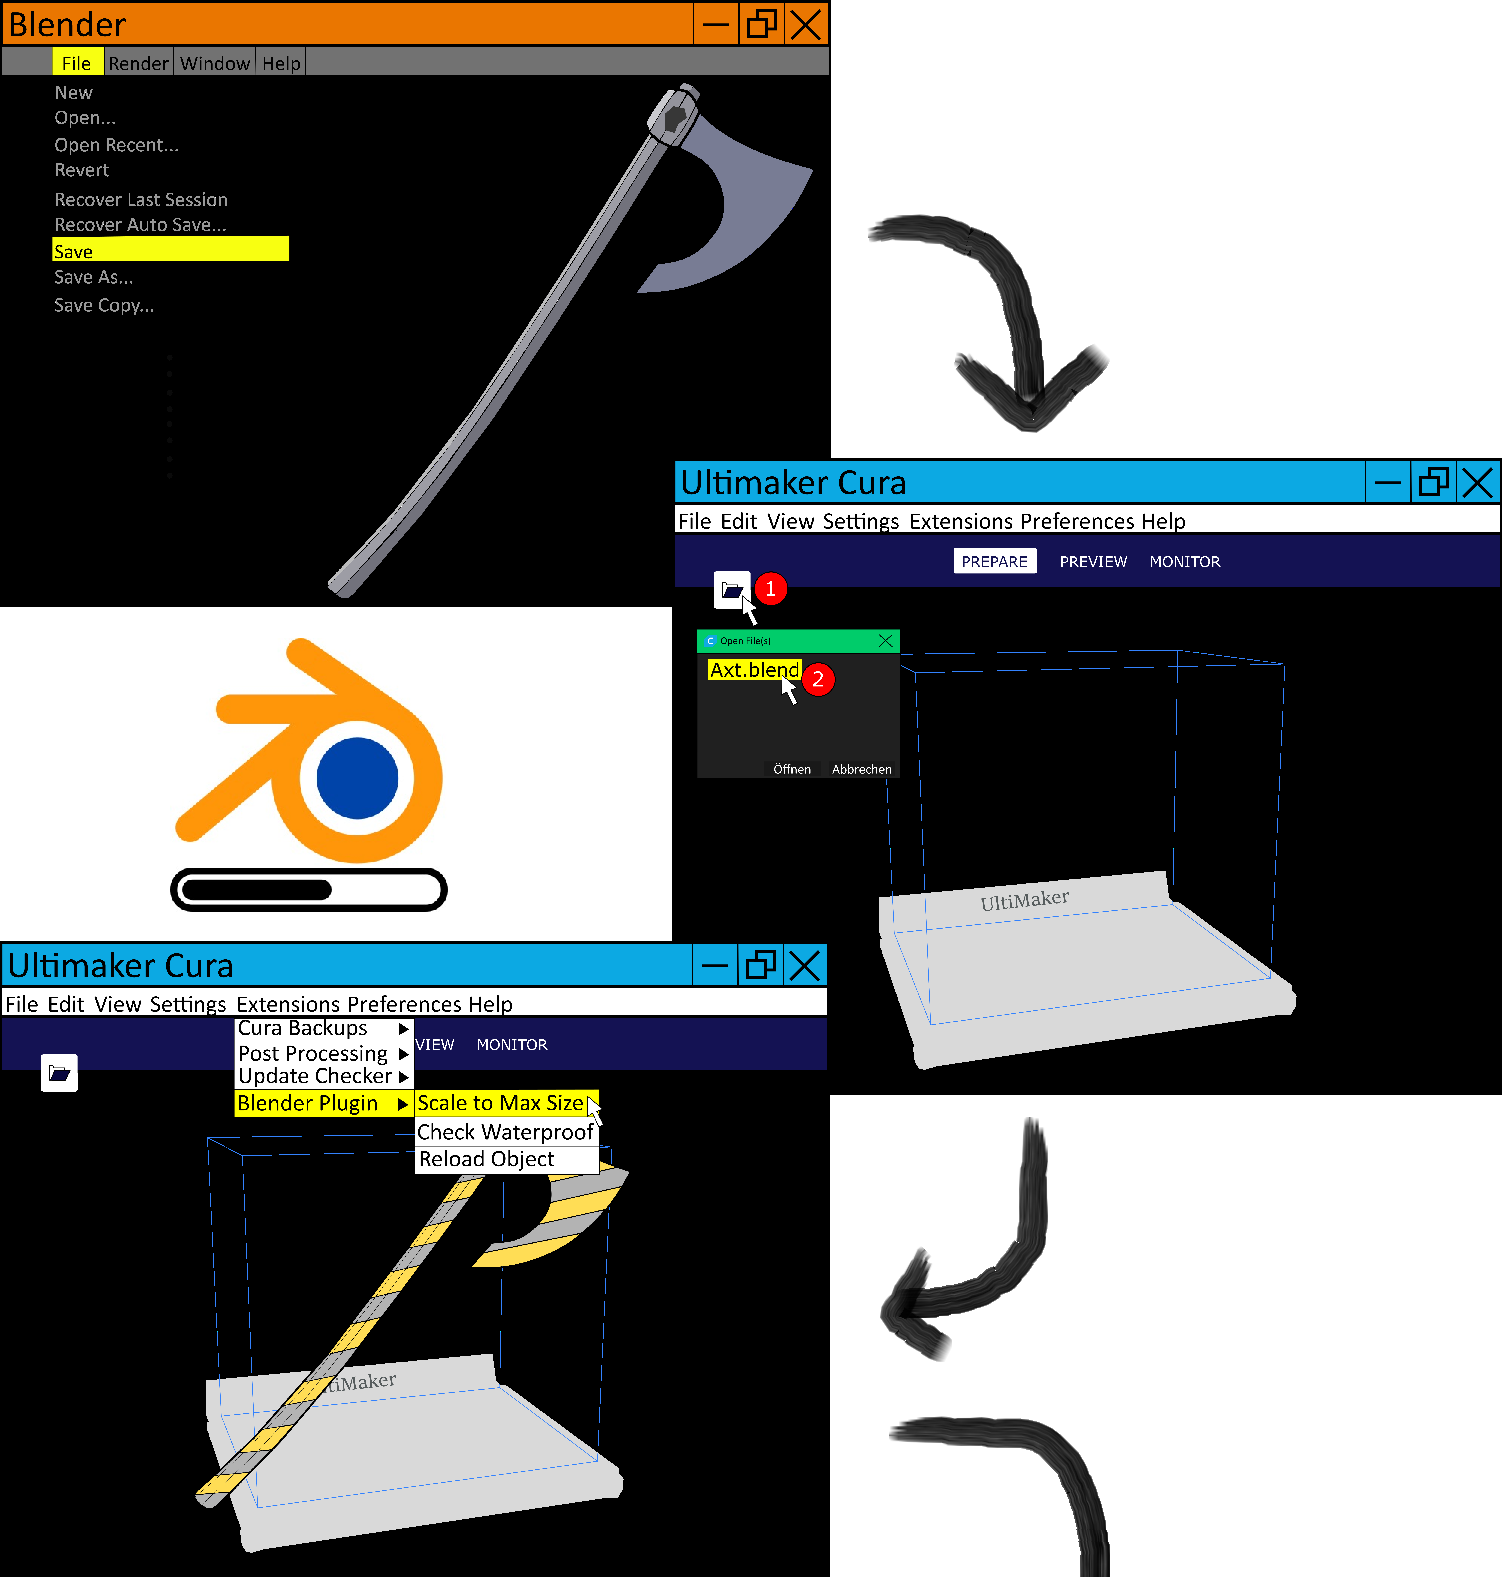 Blender
File Render Window Help
New
Open...
Open Recent...
Revert
Recover Last Session
Recover Auto Save...
Save
Save As...
Save Copy...
Ultimaker Cura
File Edit View Settings Extensions Preferences Help
PREPARE PREVIEW MONITOR
1
C Open File(s)
Axt.blend
2
Öffnen Abbrechen
UltiMaker
Ultimaker Cura
File Edit View Settings Extensions Preferences Help
Cura Backups
VIEW MONITOR
Post Processing
Update Checker
Blender Plugin Scale to Max Size
Check Waterproof
Reload Object
tiMaker